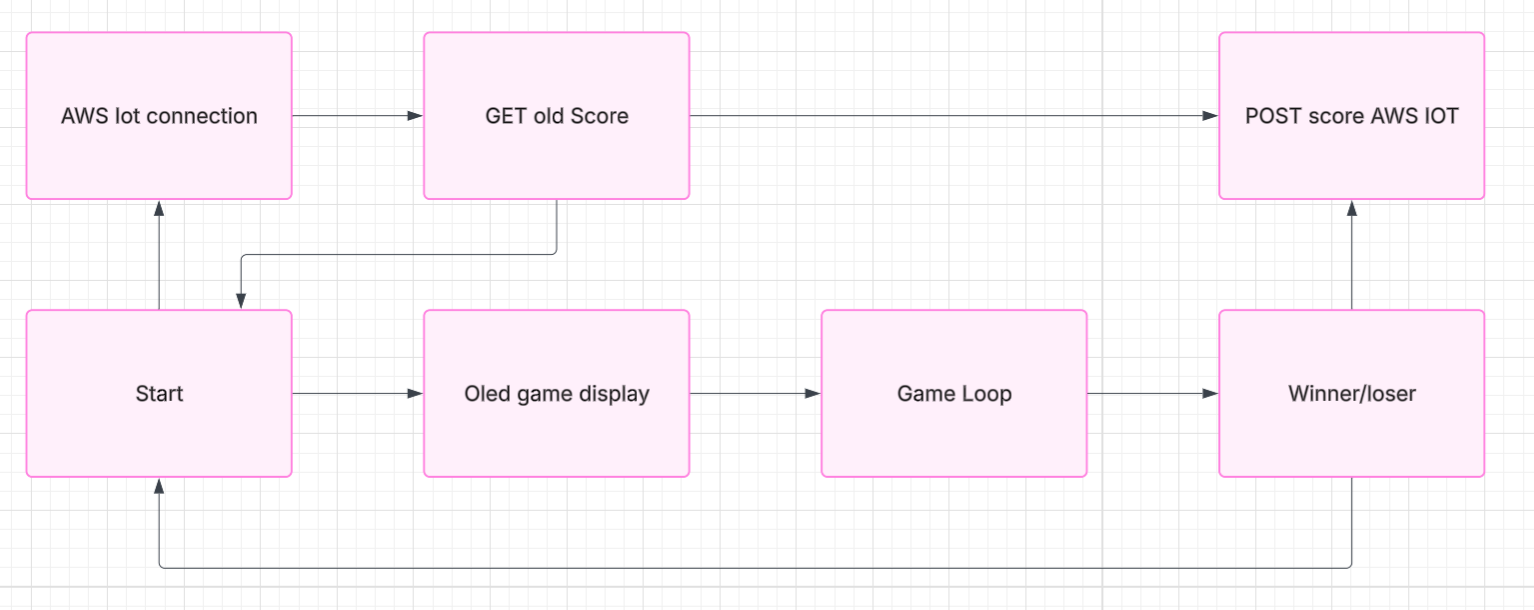 AWS Iot connection
GET old Score
POST score AWS IOT
Start
Oled game display
Game Loop
Winner/loser